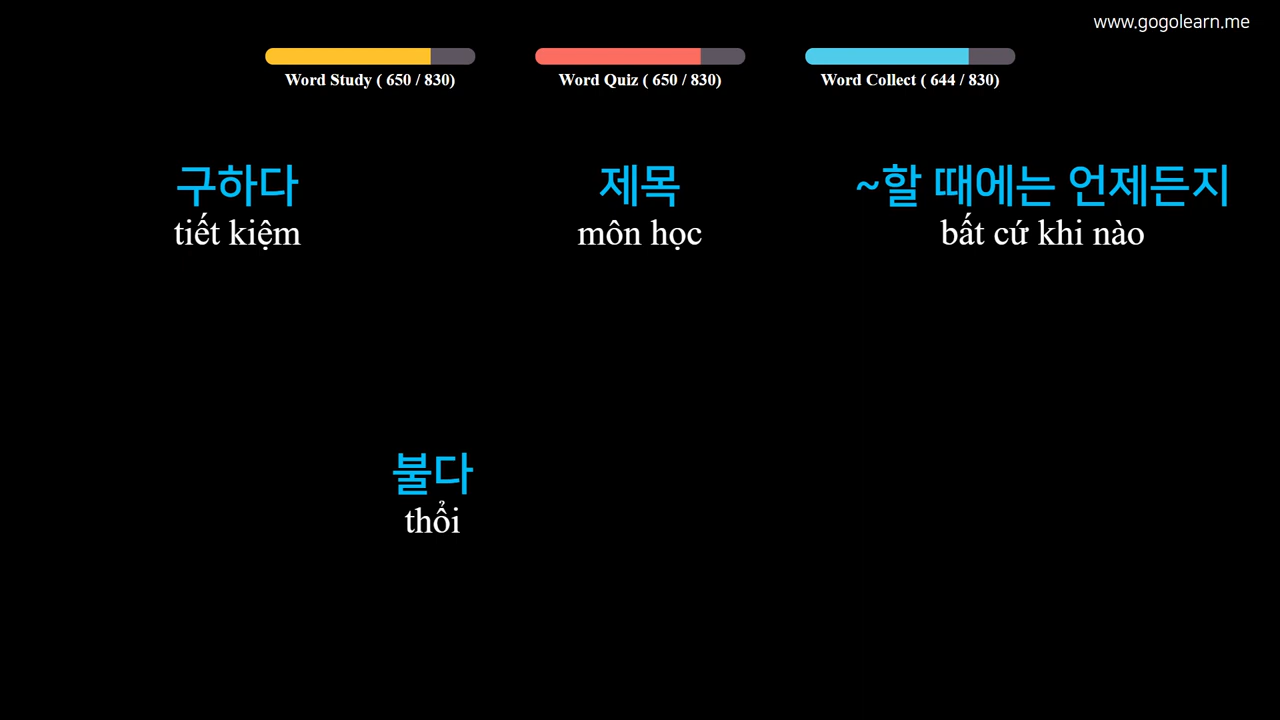 www.gogolearn.me
Word Study ( 650 / 830)
Word Quiz ( 650 / 830)
Word Collect ( 644 / 830)
구하다
tiết kiệm
제목
môn học
~할 때에는 언제든지
bất cứ khi nào
불다
thổi